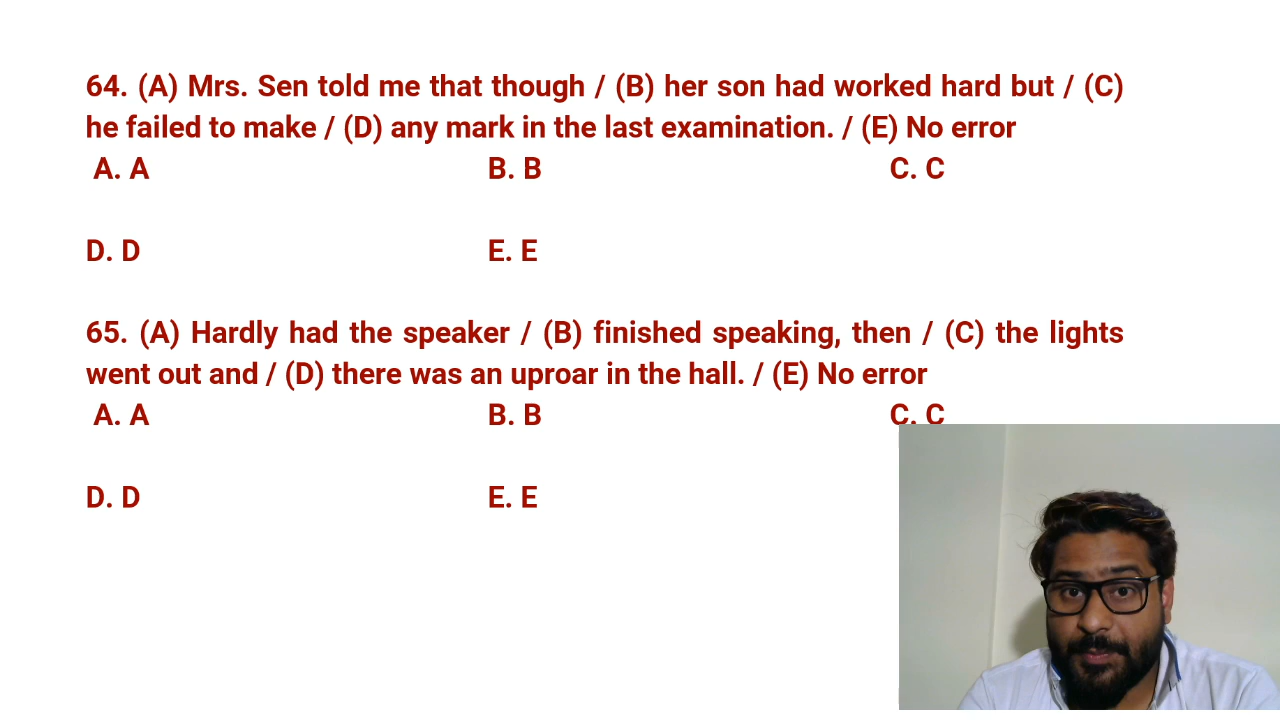 64. (A) Mrs. Sen told me that though / (B) her son had worked hard but / (C)
he failed to make / (D) any mark in the last examination. / (E) No error
A. A B. B C. C
D. D E. E
65. (A) Hardly had the speaker / (B) finished speaking, then / (C) the lights
went out and / (D) there was an uproar in the hall. / (E) No error
A. A B. B C. C
D. D E. E